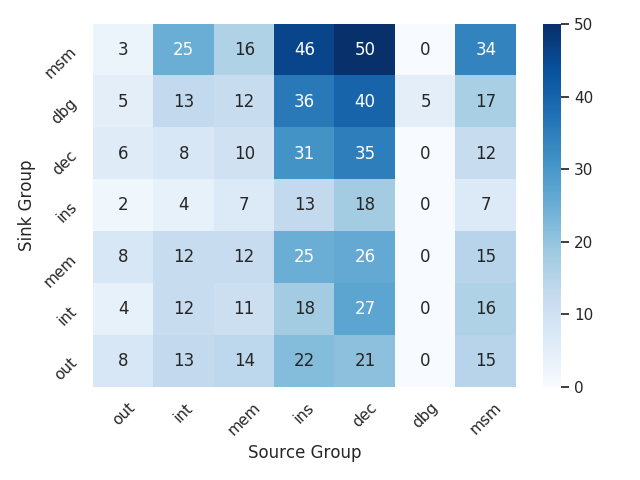 msm 3 25 16 46 50 0 34
dbg 5 13 12 36 40 5 17
dec 6 8 10 31 35 0 12
ins 2 4 7 13 18 0 7
mem 8 12 12 25 26 0 15
int 4 12 11 18 27 0 16
out 8 13 14 22 21 0 15
out int mem ins dec dbg msm
Source Group
Sink Group
50
40
30
20
10
0